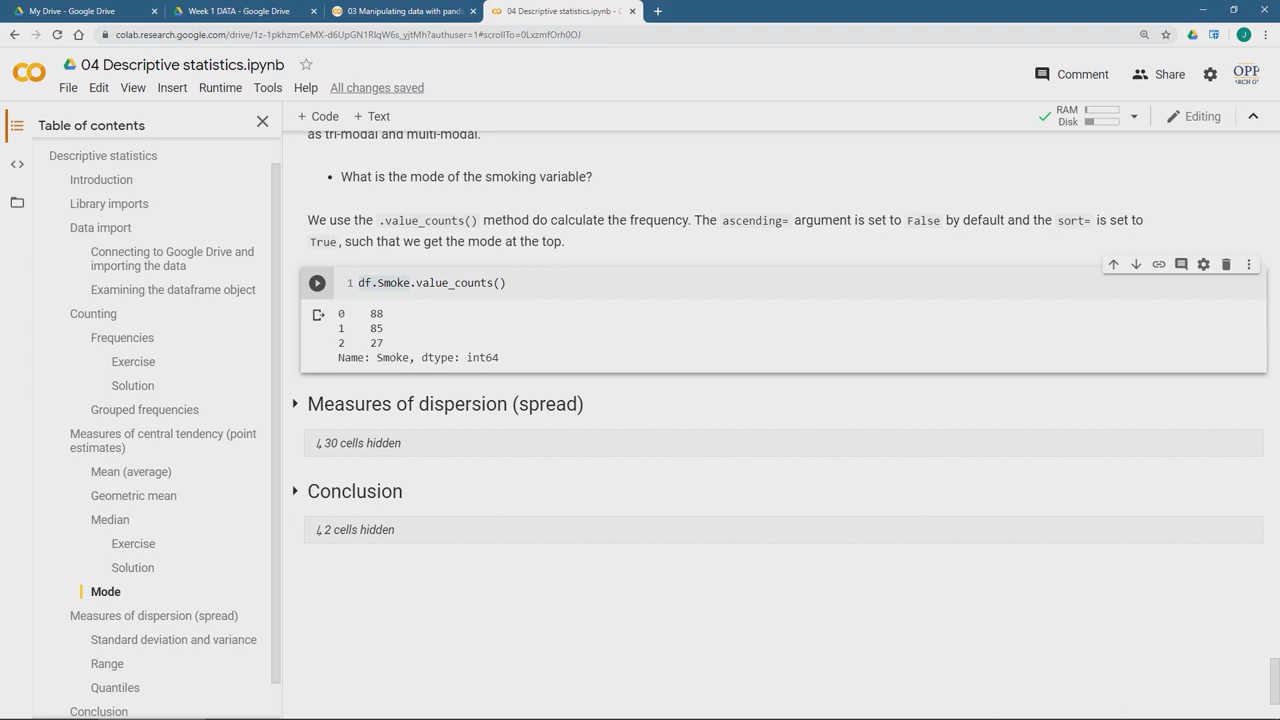 My Drive - Google Drive
Week 1 DATA - Google Drive
03 Manipulating data with panda
04 Descriptive statistics.ipynb - C
colab.research.google.com/drive/1z-1pkhzmCeMX-d6UpGN1RIqW6s_yjtMh?authuser=1#scrollTo=0LxzmfOrh0OJ
J
04 Descriptive statistics.ipynb
Comment
Share
OPP
RCH G
File Edit View Insert Runtime Tools Help All changes saved
Table of contents
+ Code + Text
RAM
Disk
Editing
Descriptive statistics
Introduction
Library imports
Data import
Connecting to Google Drive and
importing the data
Examining the dataframe object
Counting
Frequencies
Exercise
Solution
Grouped frequencies
Measures of central tendency (point
estimates)
Mean (average)
Geometric mean
Median
Exercise
Solution
Mode
Measures of dispersion (spread)
Standard deviation and variance
Range
Quantiles
Conclusion
as tri-modal and multi-modal.
• What is the mode of the smoking variable?
We use the .value_counts() method do calculate the frequency. The ascending= argument is set to False by default and the sort= is set to
True, such that we get the mode at the top.
1 df.Smoke.value_counts()
0 88
1 85
2 27
Name: Smoke, dtype: int64
Measures of dispersion (spread)
↳ 30 cells hidden
Conclusion
↳ 2 cells hidden